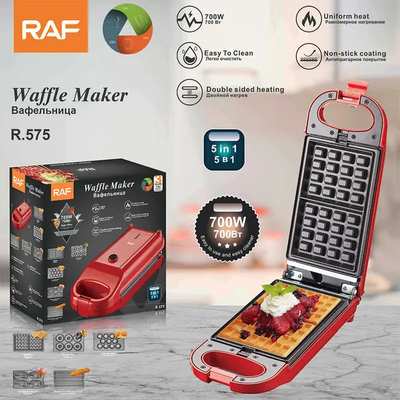 RAF
Waffle Maker
Вафельница
R.575
700W
700 Вт
Uniform heat
Равномерное нагревание
Easy To Clean
Легко очистить
Non-stick coating
Антипригарное покрытие
Double sided heating
Двойной нагрев
5 in 1
5 в 1
700W
700Вт
RAF
Waffle Maker
Вафельница
R.575